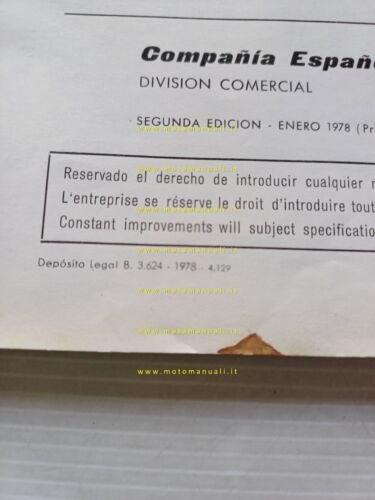 Compañía Españ
DIVISION COMERCIAL
SEGUNDA EDICION - ENERO 1978 (Pr
www.motomanuali.it
www.motomanuali.it
Reservado el derecho de introducir cualquier
L'entreprise se réserve le droit d'introduire tout
www.motomanuali.it
Constant improvements will subject specificatio
www.motomanuali.it
Depósito Legal B. 3.624 - 1978 - 4.129
www.motomanuali.it
www.motomanuali.it
www.motomanuali.it